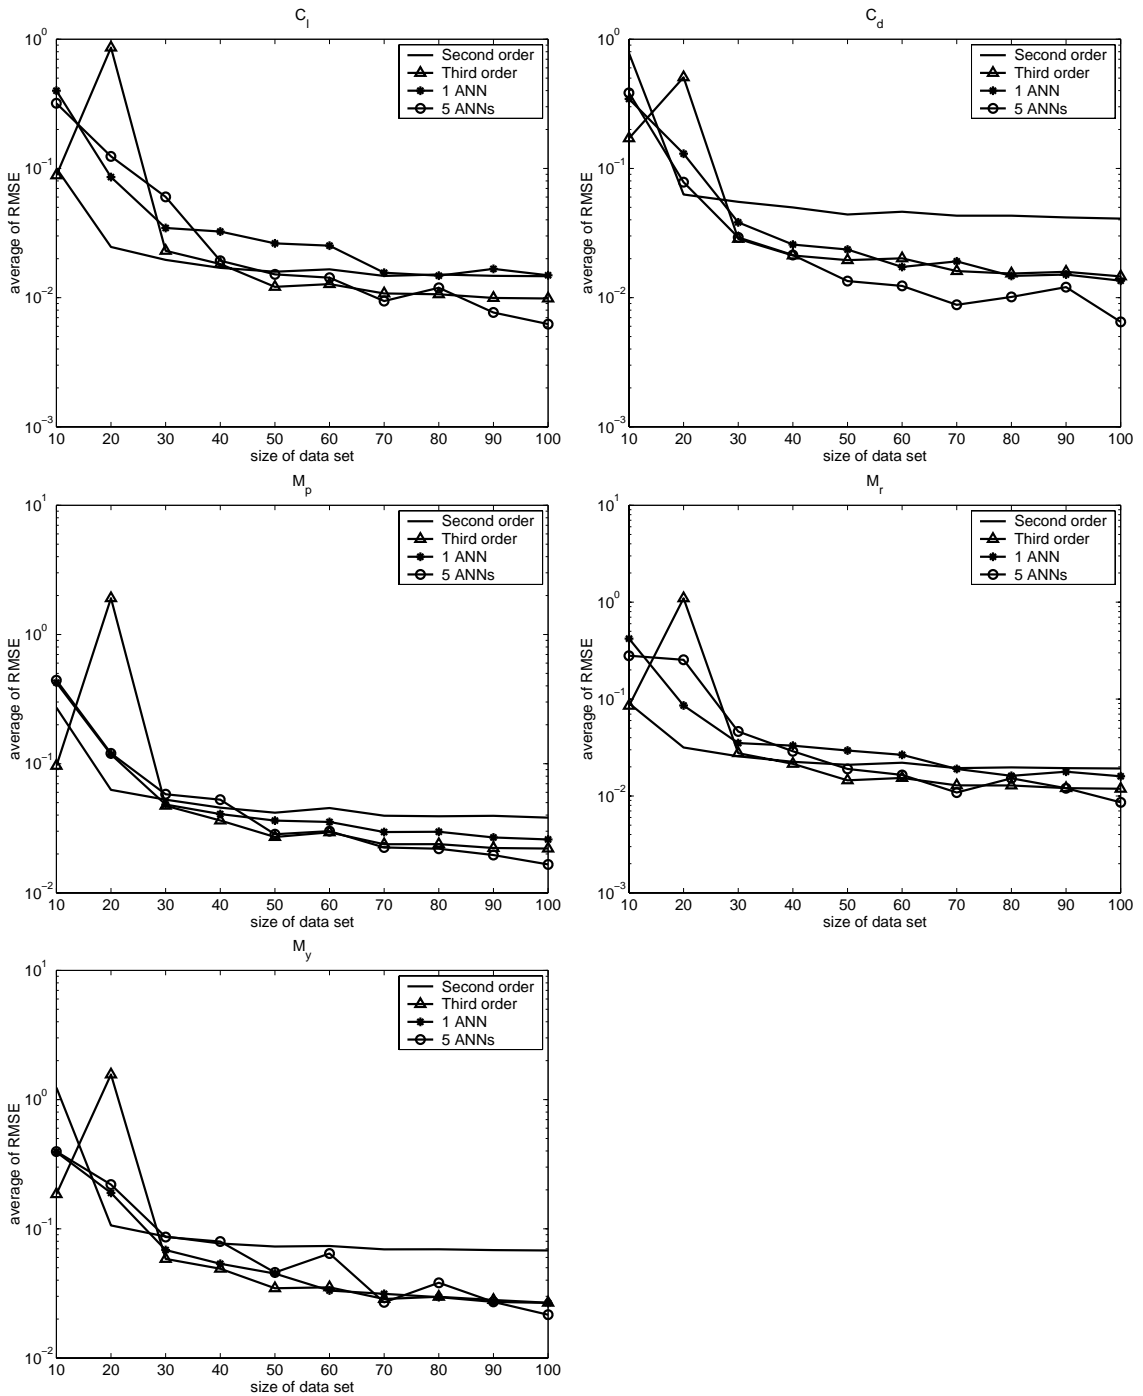 C_l
average of RMSE
10^0
10^−1
10^−2
10^−3
Second order
Third order
1 ANN
5 ANNs
10 20 30 40 50 60 70 80 90 100
size of data set
C_d
average of RMSE
10^0
10^−1
10^−2
10^−3
Second order
Third order
1 ANN
5 ANNs
10 20 30 40 50 60 70 80 90 100
size of data set
M_p
average of RMSE
10^1
10^0
10^−1
10^−2
Second order
Third order
1 ANN
5 ANNs
10 20 30 40 50 60 70 80 90 100
size of data set
M_r
average of RMSE
10^1
10^0
10^−1
10^−2
10^−3
Second order
Third order
1 ANN
5 ANNs
10 20 30 40 50 60 70 80 90 100
size of data set
M_y
average of RMSE
10^1
10^0
10^−1
10^−2
Second order
Third order
1 ANN
5 ANNs
10 20 30 40 50 60 70 80 90 100
size of data set